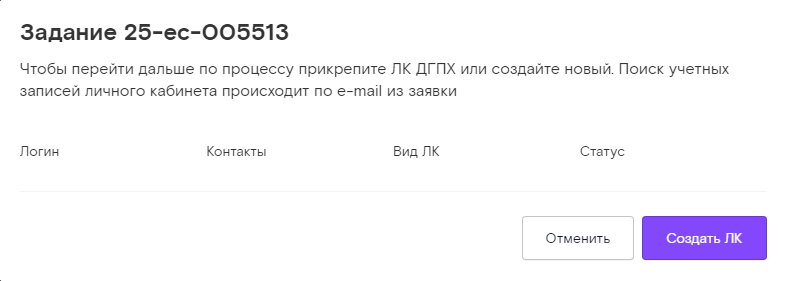 Задание 25-ес-005513
Чтобы перейти дальше по процессу прикрепите ЛК ДГПХ или создайте новый. Поиск учетных
записей личного кабинета происходит по e-mail из заявки
Логин Контакты Вид ЛК Статус
Отменить Создать ЛК